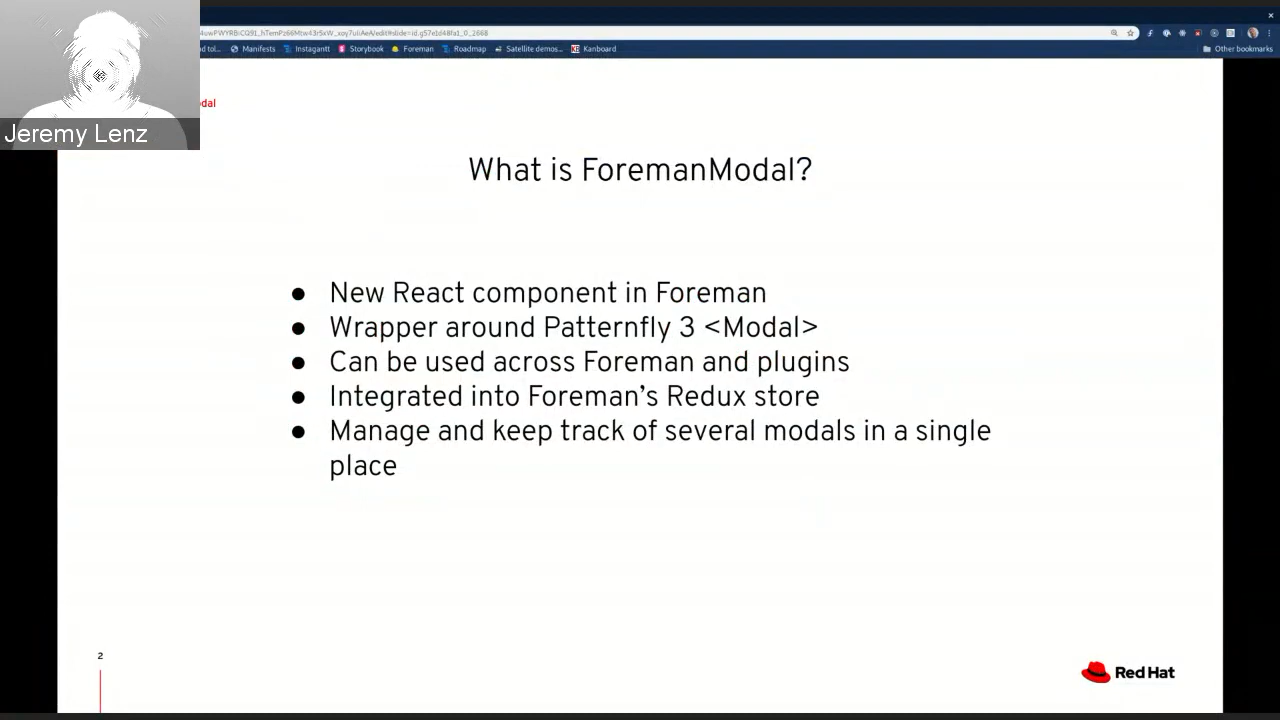 Manifests Instagantt Storybook Foreman Roadmap Satellite demos... Kanboard Other bookmarks
Jeremy Lenz
What is ForemanModal?
● New React component in Foreman
● Wrapper around Patternfly 3 <Modal>
● Can be used across Foreman and plugins
● Integrated into Foreman's Redux store
● Manage and keep track of several modals in a single
place
2
Red Hat